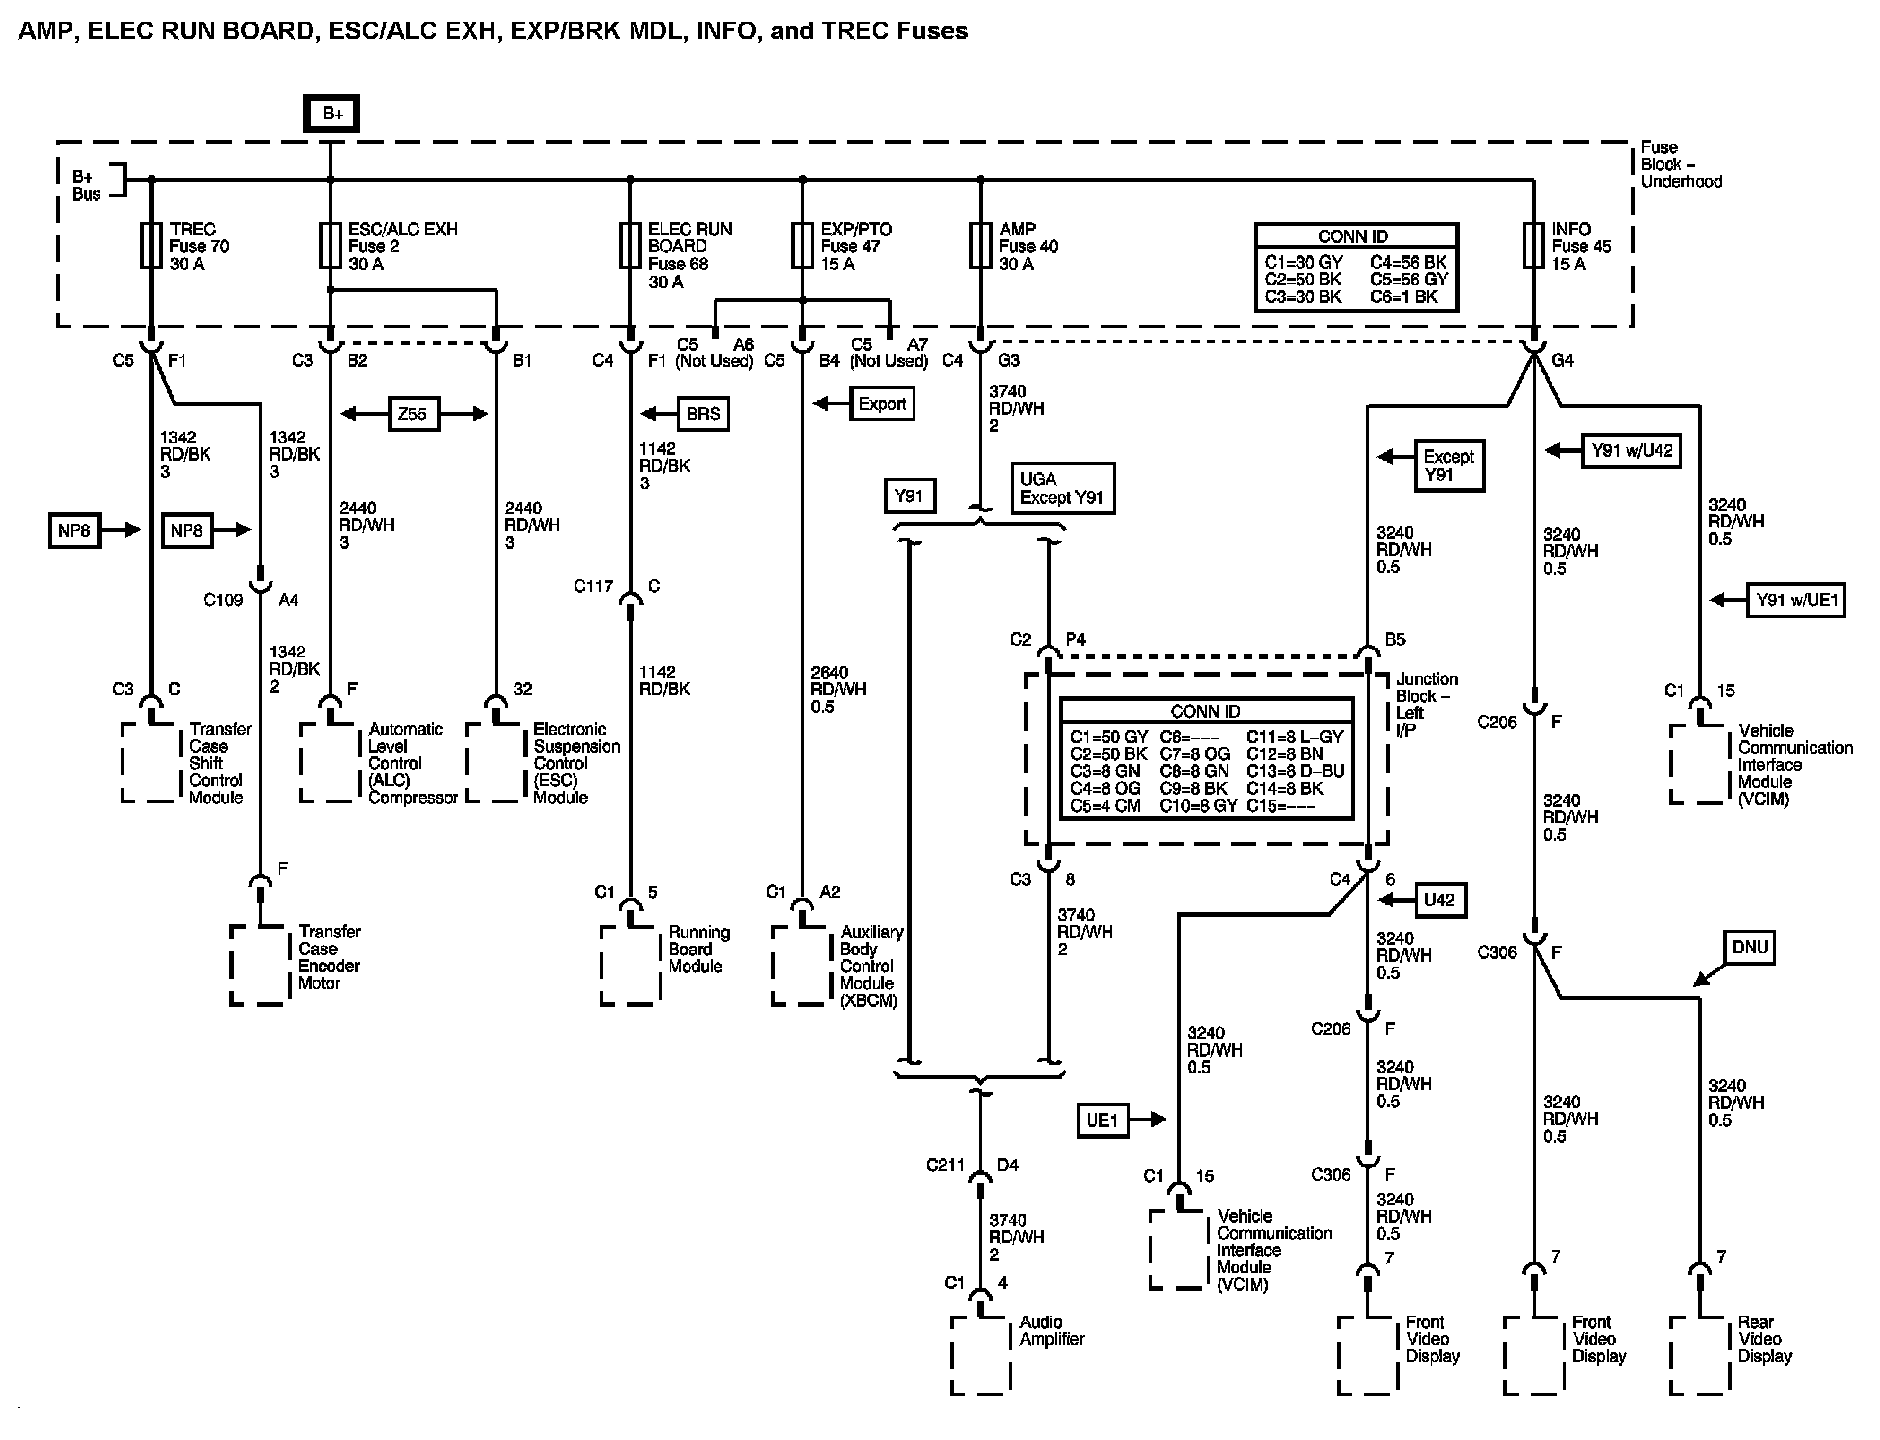 AMP, ELEC RUN BOARD, ESC/ALC EXH, EXP/BRK MDL, INFO, and TREC Fuses
B+
Fuse
Block –
Underhood
B+
Bus
TREC
Fuse 70
30 A
ESC/ALC EXH
Fuse 2
30 A
ELEC RUN
BOARD
Fuse 68
30 A
EXP/PTO
Fuse 47
15 A
AMP
Fuse 40
30 A
CONN ID
C1=30 GY C4=56 BK
C2=50 BK C5=56 GY
C3=30 BK C6=1 BK
INFO
Fuse 45
15 A
C5 F1
C3 B2
B1
C4 F1
C5 A6
(Not Used)
C5 B4
C5 A7
(Not Used)
C4 G3
G4
Z55
BRS
Export
3740
RD/WH
2
1342
RD/BK
3
1342
RD/BK
3
NP8
NP8
2440
RD/WH
3
2440
RD/WH
3
1142
RD/BK
3
Y91
UGA
Except Y91
Except
Y91
Y91 w/U42
3240
RD/WH
0.5
3240
RD/WH
0.5
3240
RD/WH
0.5
Y91 w/UE1
C109 A4
C117 C
1342
RD/BK
2
1142
RD/BK
2640
RD/WH
0.5
C2 P4
B5
Junction
Block –
Left
I/P
CONN ID
C1=50 GY C6=––– C11=8 L–GY
C2=50 BK C7=8 OG C12=8 BN
C3=8 GN C8=8 GN C13=8 D–BU
C4=8 OG C9=8 BK C14=8 BK
C5=4 CM C10=8 GY C15=–––
C3 C
Transfer
Case
Shift
Control
Module
F
Automatic
Level
Control
(ALC)
Compressor
32
Electronic
Suspension
Control
(ESC)
Module
C206 F
C1 15
Vehicle
Communication
Interface
Module
(VCIM)
3240
RD/WH
0.5
F
Transfer
Case
Encoder
Motor
C1 5
Running
Board
Module
C1 A2
Auxiliary
Body
Control
Module
(XBCM)
C3 8
3740
RD/WH
2
C4 6
U42
3240
RD/WH
0.5
C306 F
DNU
3240
RD/WH
0.5
C206 F
3240
RD/WH
0.5
3240
RD/WH
0.5
3240
RD/WH
0.5
UE1
C211 D4
3740
RD/WH
2
C1 4
Audio
Amplifier
C1 15
Vehicle
Communication
Interface
Module
(VCIM)
C306 F
3240
RD/WH
0.5
7
Front
Video
Display
7
Front
Video
Display
7
Rear
Video
Display